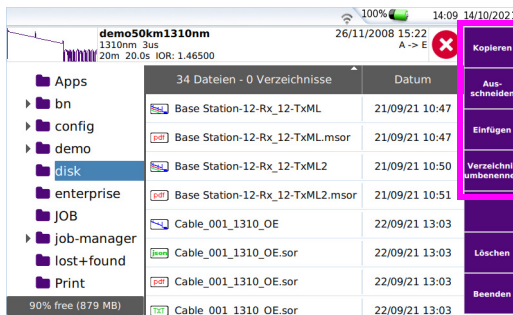 100% 14:09 14/10/202
demo50km1310nm 26/11/2008 15:22
1310nm 3us A -> E
20m 20.0s IOR: 1.46500
Kopieren
Aus-
schneiden
Einfügen
Verzeichni
umbenenne
Löschen
Beenden
Apps
bn
config
demo
disk
enterprise
JOB
job-manager
lost+found
Print
90% free (879 MB)
34 Dateien - 0 Verzeichnisse Datum
Base Station-12-Rx_12-TxML 21/09/21 10:47
pdf Base Station-12-Rx_12-TxML.msor 21/09/21 10:47
Base Station-12-Rx_12-TxML2 21/09/21 10:50
pdf Base Station-12-Rx_12-TxML2.msor 21/09/21 10:51
Cable_001_1310_OE 22/09/21 13:03
json Cable_001_1310_OE.sor 22/09/21 13:03
pdf Cable_001_1310_OE.sor 22/09/21 13:03
TXT Cable_001_1310_OE.sor 22/09/21 13:03